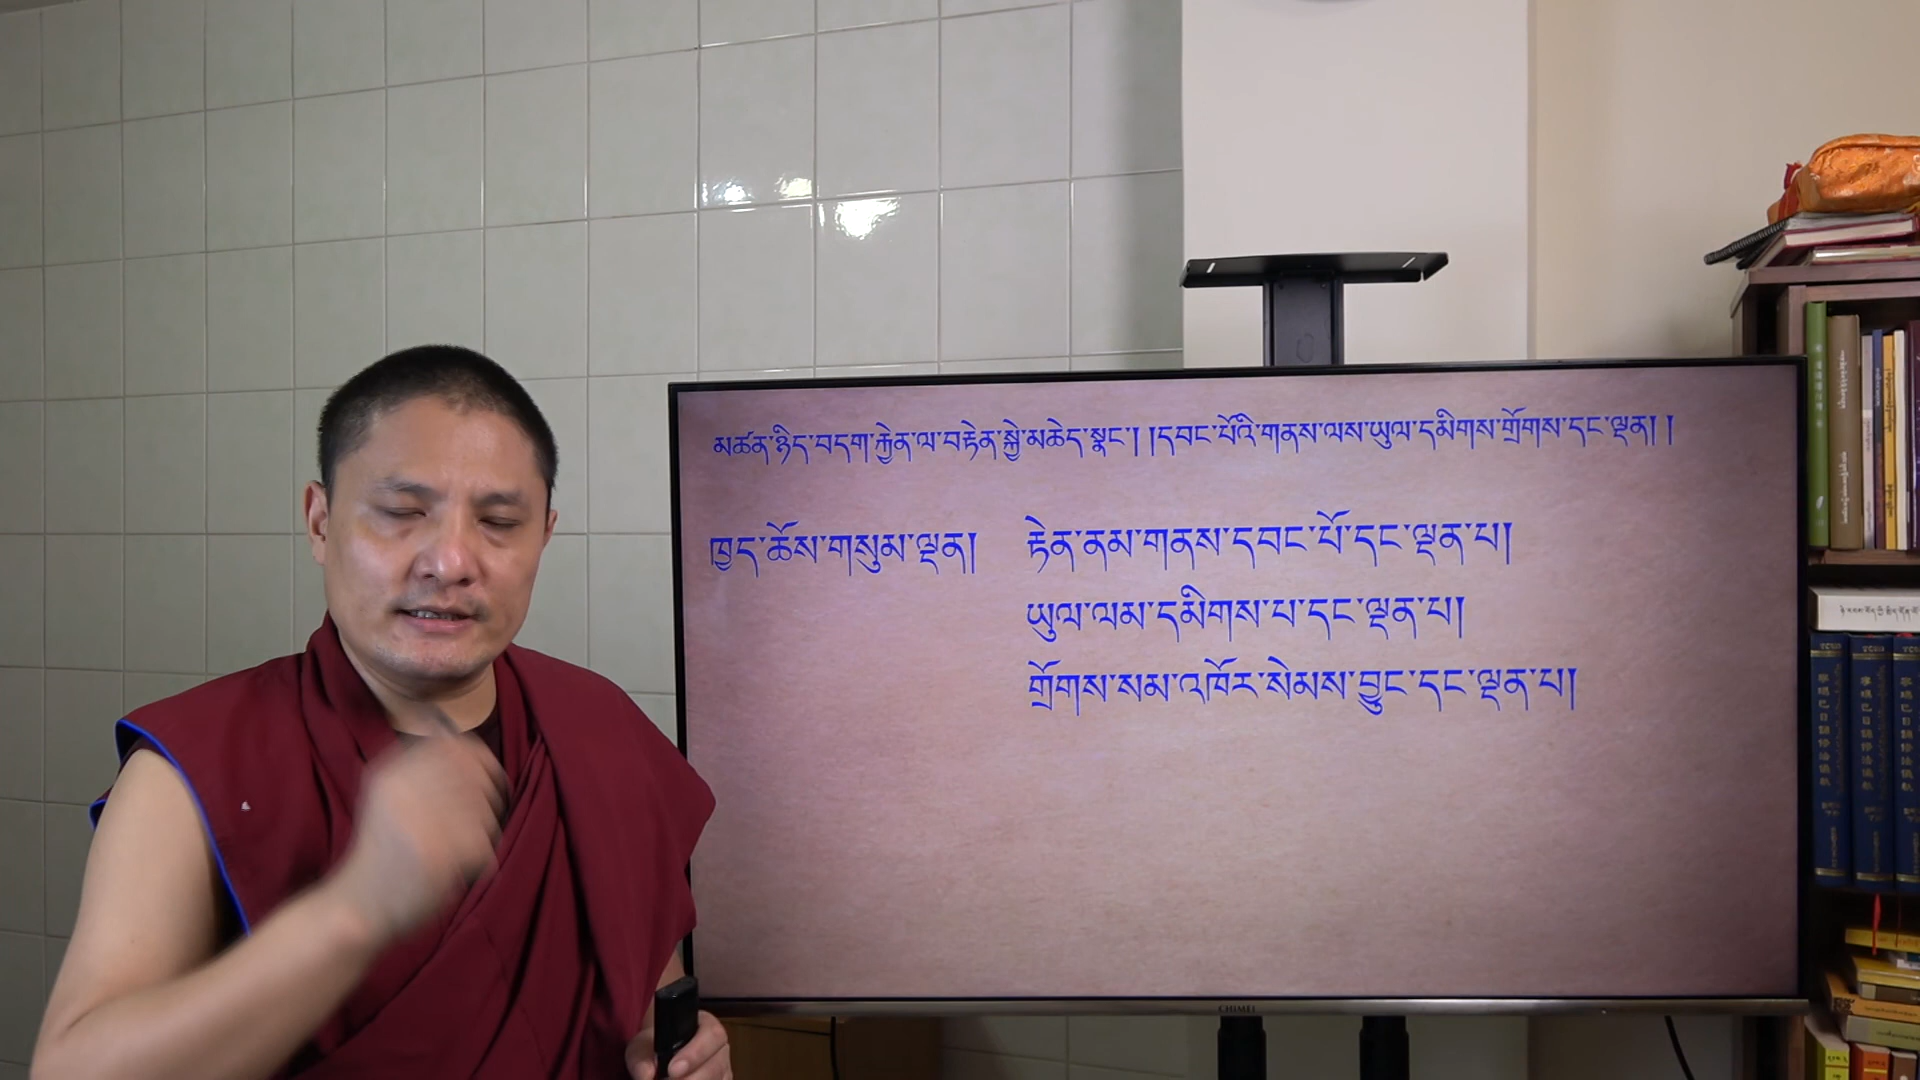 མཚན་ཉིད་བདག་རྐྱེན་ལ་བརྟེན་སྐྱེ་མཆེད་སྣང་། །དབང་པོའི་གནས་ལས་ཡུལ་དམིགས་གྲོགས་དང་ལྡན། །
ཁྱད་ཆོས་གསུམ་ལྡན། རྟེན་ནམ་གནས་དབང་པོ་དང་ལྡན་པ།
ཡུལ་ལམ་དམིགས་པ་དང་ལྡན་པ།
གྲོགས་སམ་འཁོར་སེམས་བྱུང་དང་ལྡན་པ།
CHIMEI